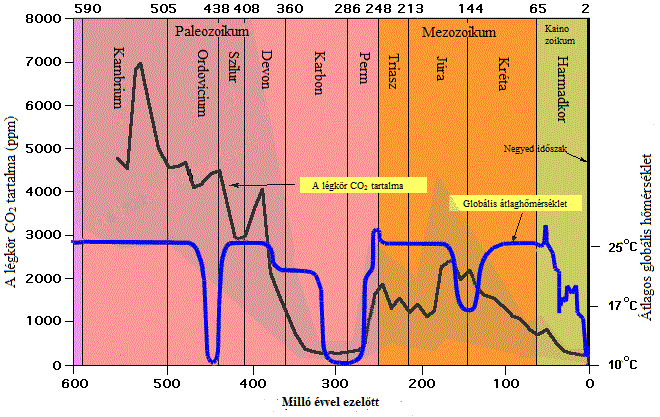 590 505 438 408 360 286 248 213 144 65 2
Paleozoikum
Mezozoikum
Kaino
zoikum
Kambrium
Ordovicium
Szilur
Devon
Karbon
Perm
Triasz
Júra
Kréta
Harmadkor
Negyed időszak
A légkör CO2 tartalma
Globális átlaghőmérséklet
A légkör CO2 tartalma (ppm)
8000
7000
6000
5000
4000
3000
2000
1000
0
Átlagos globális hőmérséklet
25°C
17°C
10°C
600 500 400 300 200 100 0
Milló évvel ezelőtt